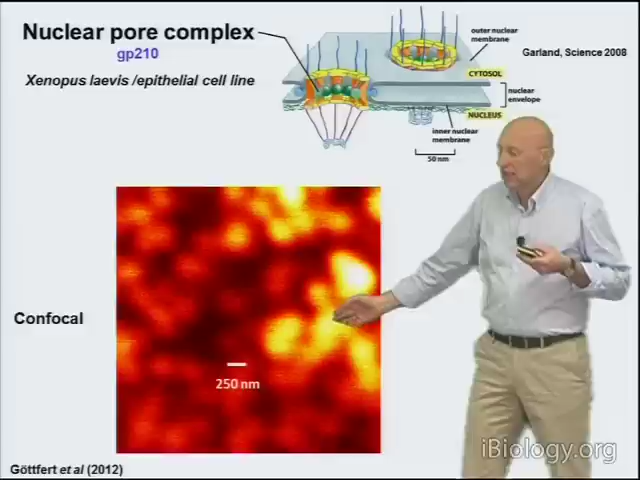 Nuclear pore complex
gp210
Xenopus laevis /epithelial cell line
outer nuclear
membrane
Garland, Science 2008
CYTOSOL
nuclear
envelope
NUCLEUS
inner nuclear
membrane
50 nm
Confocal
250 nm
iBiology.org
Göttfert et al (2012)